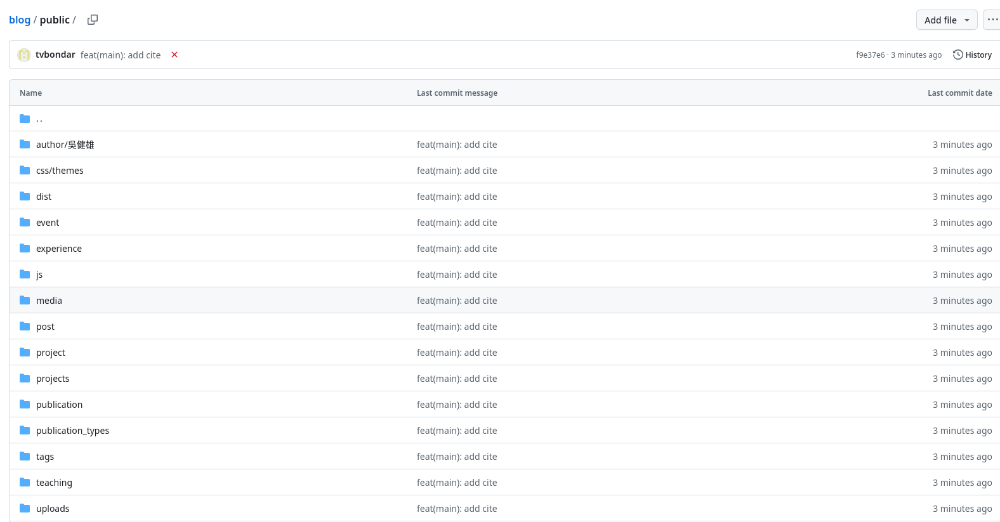 blog / public /
Add file
tvbondar feat(main): add cite
f9e37e6 · 3 minutes ago History
Name Last commit message Last commit date
..
author/吳健雄 feat(main): add cite 3 minutes ago
css/themes feat(main): add cite 3 minutes ago
dist feat(main): add cite 3 minutes ago
event feat(main): add cite 3 minutes ago
experience feat(main): add cite 3 minutes ago
js feat(main): add cite 3 minutes ago
media feat(main): add cite 3 minutes ago
post feat(main): add cite 3 minutes ago
project feat(main): add cite 3 minutes ago
projects feat(main): add cite 3 minutes ago
publication feat(main): add cite 3 minutes ago
publication_types feat(main): add cite 3 minutes ago
tags feat(main): add cite 3 minutes ago
teaching feat(main): add cite 3 minutes ago
uploads feat(main): add cite 3 minutes ago